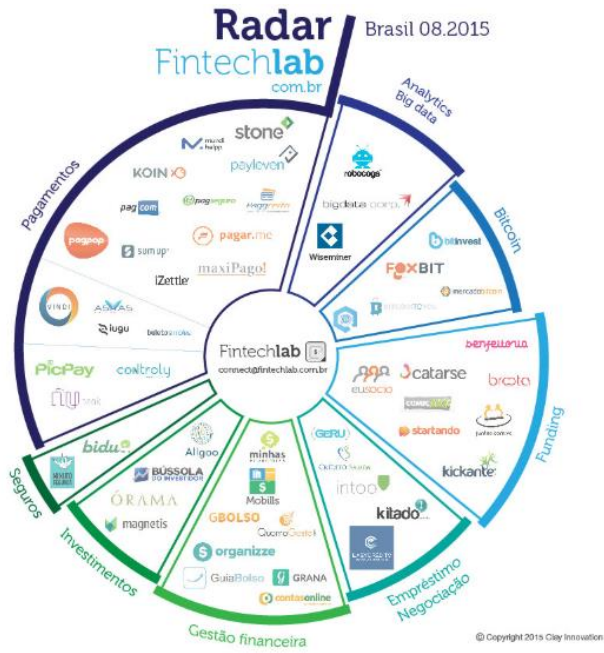 Radar
Brasil 08.2015
Fintechlab
com.br
Analytics
Big data
Pagamentos
Bitcoin
Funding
Empréstimo
Negociação
Gestão financeira
Investimentos
Seguros
stone
payleven
KOIN
pag com
pagseguro
pagpop
sumup
pagar.me
iZettle
maxiPago!
VINDI
iugu
PicPay
controly
robocogs
bigdata corp.
Wiseminer
bitinvest
FOXBIT
mercadobitcoin
Fintechlab
connect@fintechlab.com.br
benfeitoria
eusocio
catarse
broota
startando
kickante
GERU
intoo
kitado
minhas
Mobills
GBOLSO
QuantoGastei
organizze
GuiaBolso
GRANA
contasonline
Allgoo
BÚSSOLA
DO INVESTIDOR
ÓRAMA
magnetis
bidu
© Copyright 2015 Clay Innovation